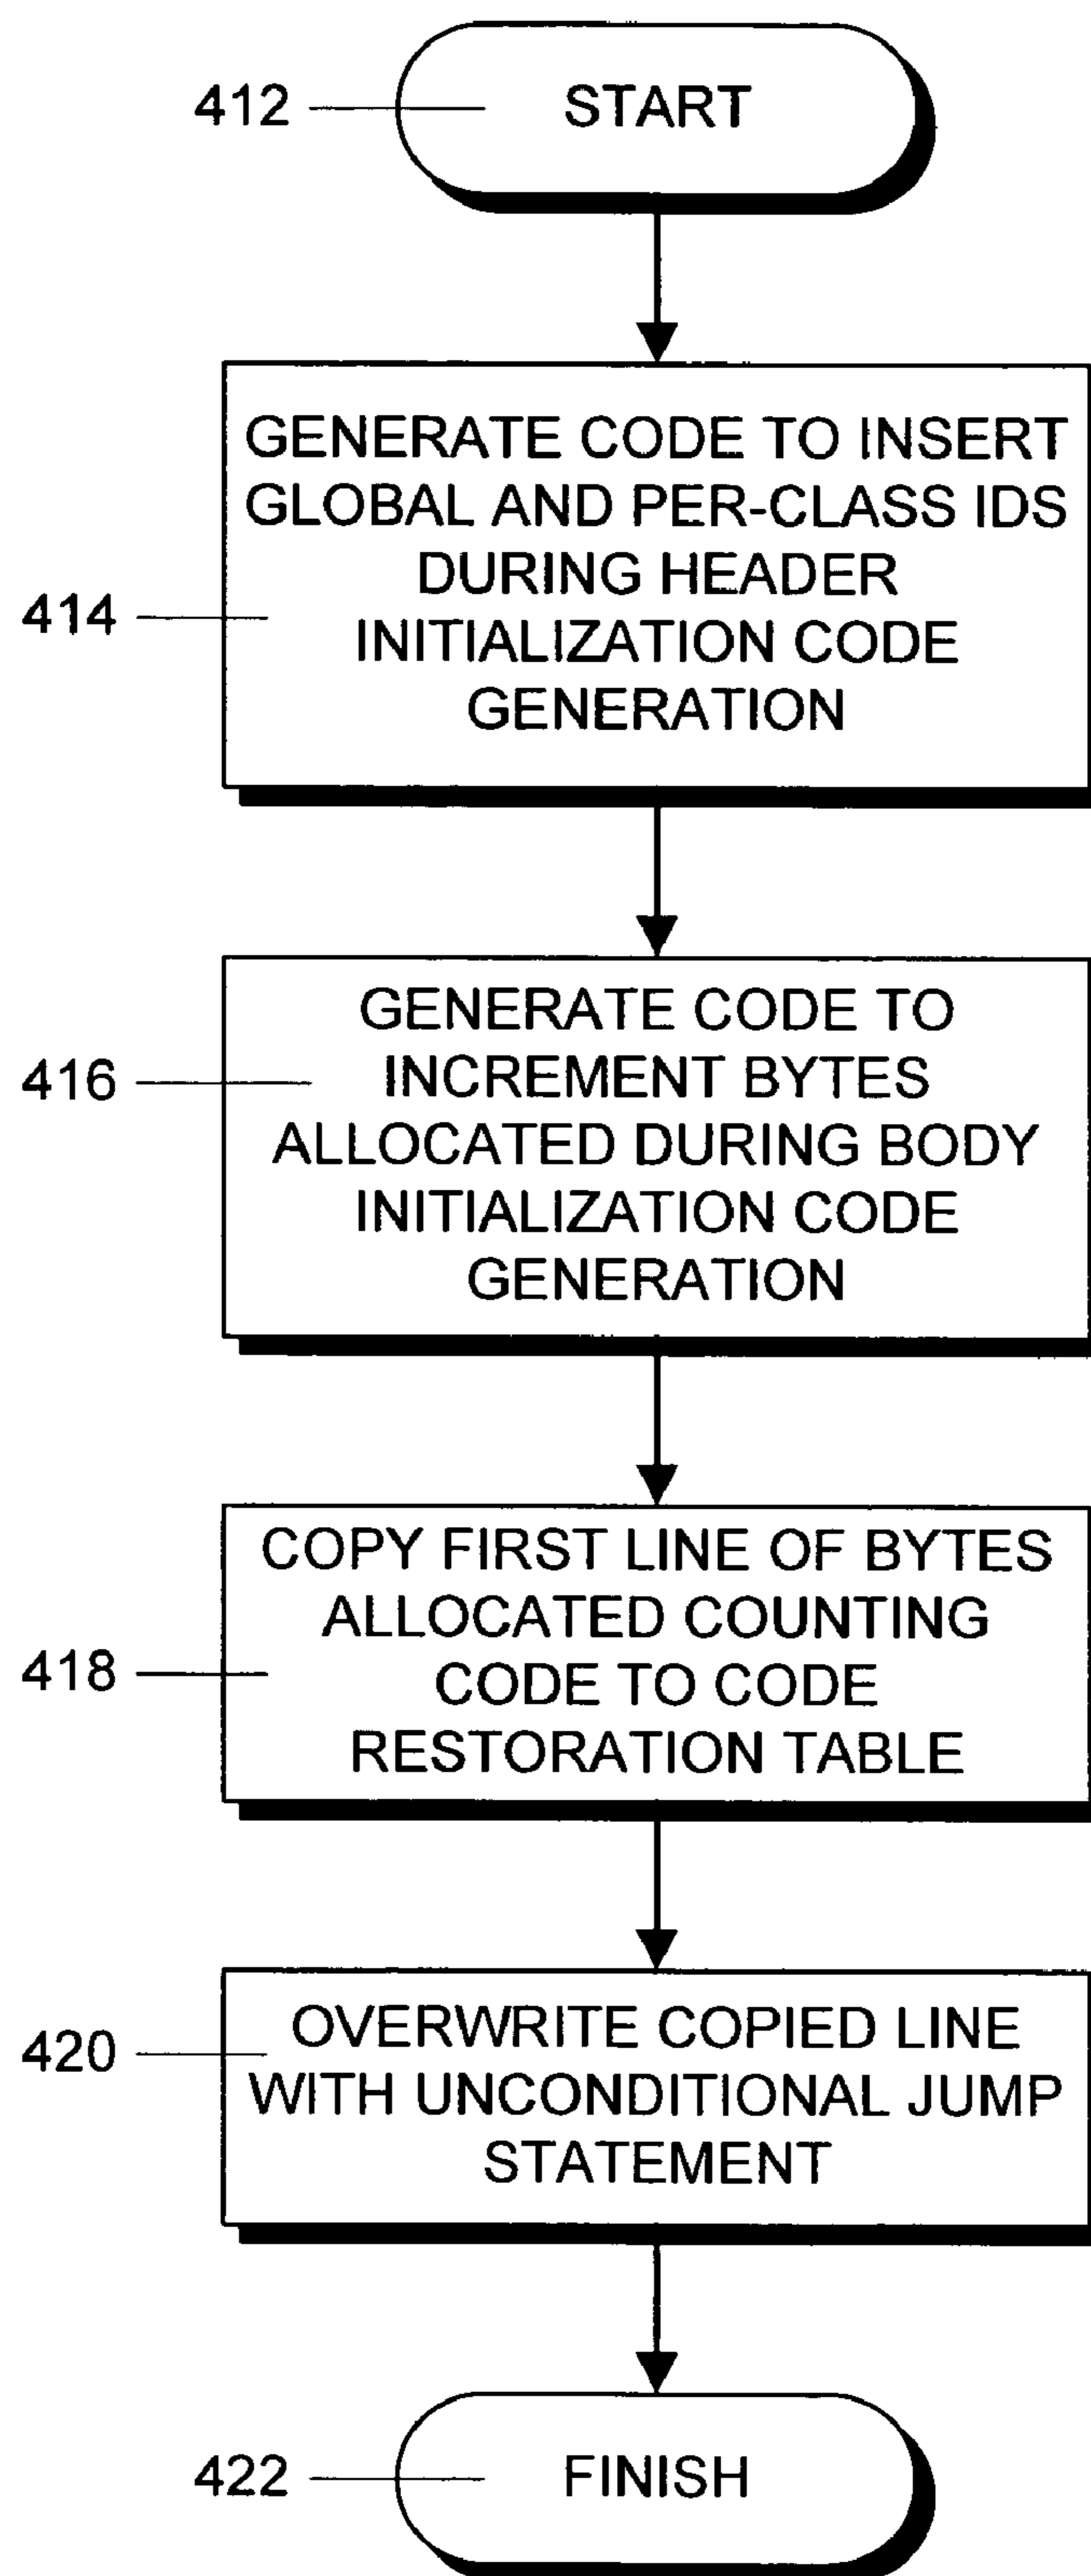 412
START
GENERATE CODE TO INSERT
GLOBAL AND PER-CLASS IDS
DURING HEADER
414
INITIALIZATION CODE
GENERATION
GENERATE CODE TO
416
INCREMENT BYTES
ALLOCATED DURING BODY
INITIALIZATION CODE
GENERATION
COPY FIRST LINE OF BYTES
ALLOCATED COUNTING
418
CODE TO CODE
RESTORATION TABLE
OVERWRITE COPIED LINE
420
WITH UNCONDITIONAL JUMP
STATEMENT
422
FINISH